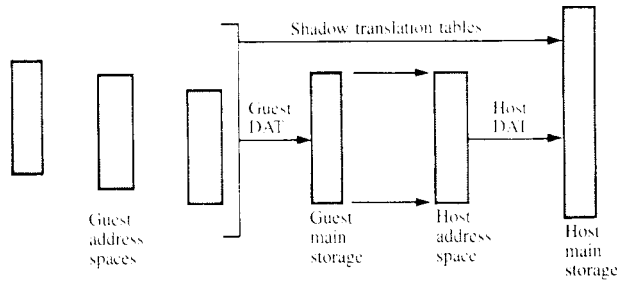 Shadow translation tables
Guest
DAT
Host
DAT
Guest
address
spaces
Guest
main
storage
Host
address
space
Host
main
storage